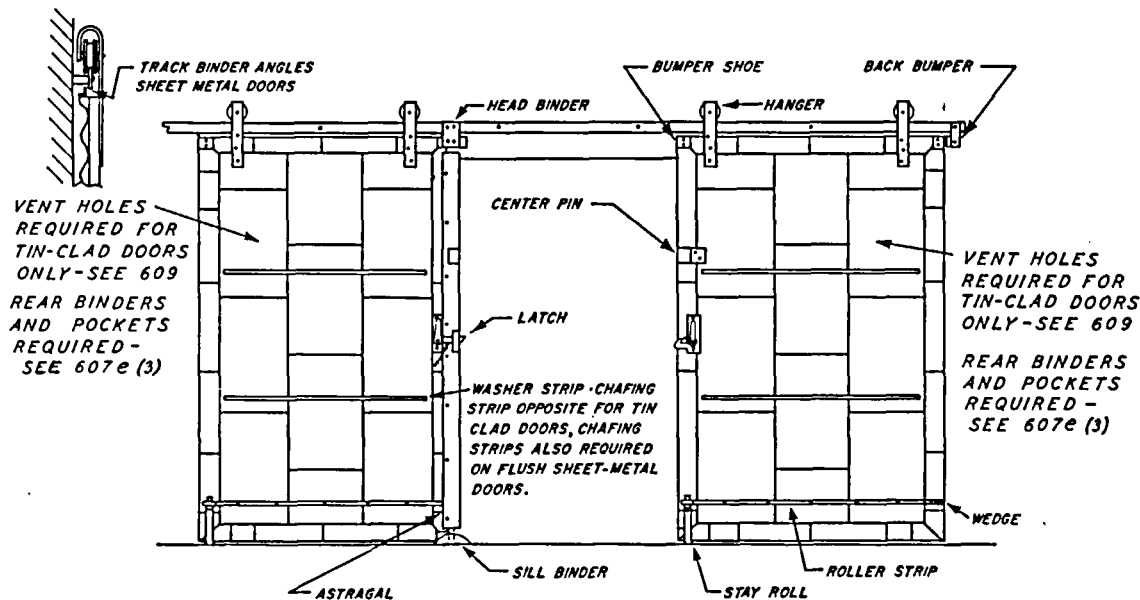 TRACK BINDER ANGLES
SHEET METAL DOORS
BUMPER SHOE
BACK BUMPER
HEAD BINDER
HANGER
VENT HOLES
REQUIRED FOR
TIN-CLAD DOORS
ONLY-SEE 609
REAR BINDERS
AND POCKETS
REQUIRED-
SEE 607e (3)
CENTER PIN
LATCH
WASHER STRIP·CHAFING
STRIP OPPOSITE FOR TIN
CLAD DOORS, CHAFING
STRIPS ALSO REQUIRED
ON FLUSH SHEET-METAL
DOORS.
VENT HOLES
REQUIRED FOR
TIN-CLAD DOORS
ONLY-SEE 609
REAR BINDERS
AND POCKETS
REQUIRED-
SEE 607e (3)
WEDGE
ROLLER STRIP
SILL BINDER
STAY ROLL
ASTRAGAL